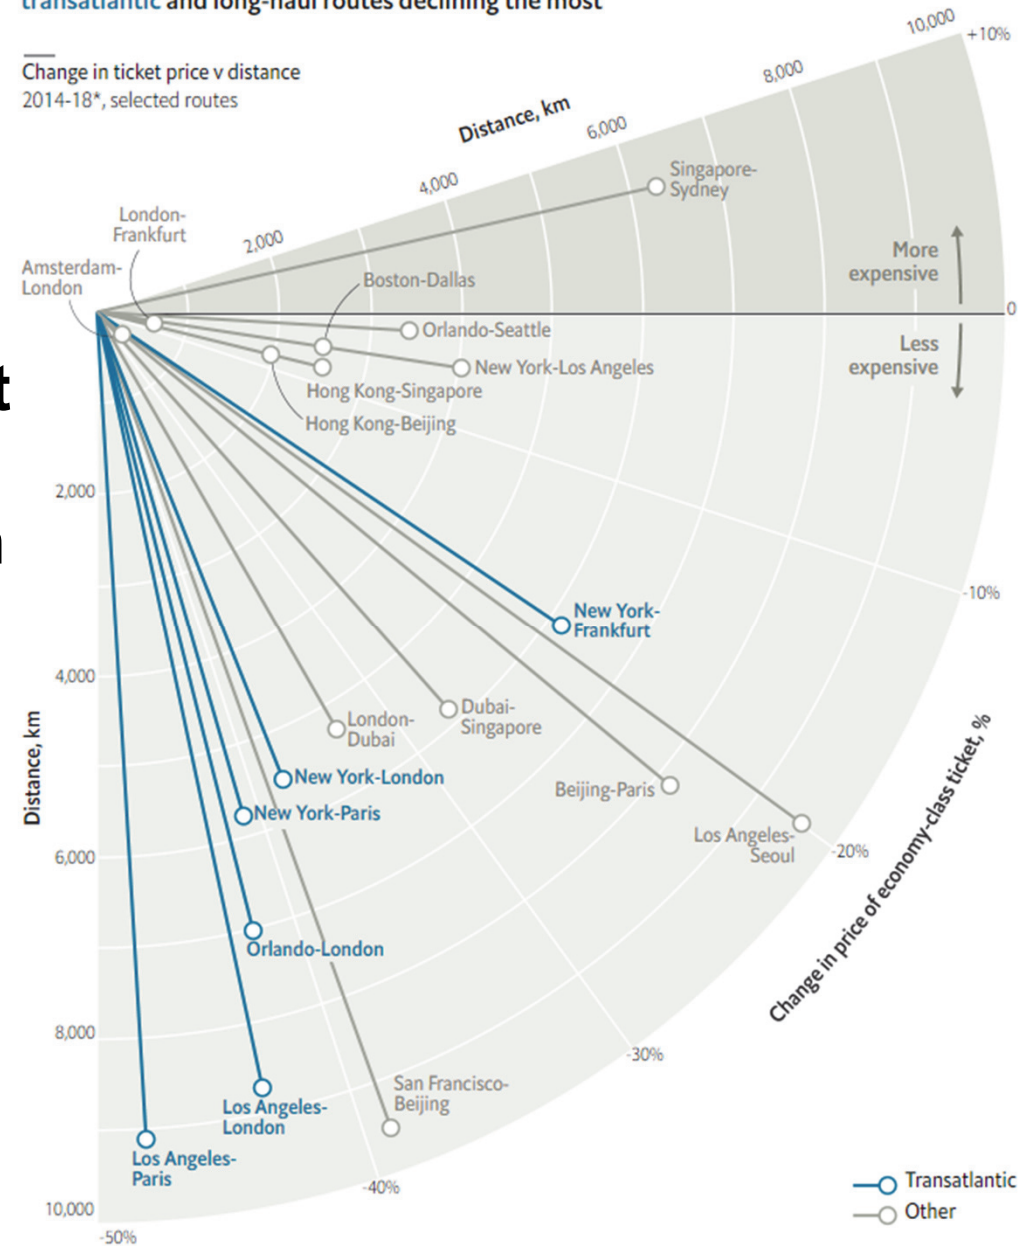 transatlantic and long-haul routes declining the most
Change in ticket price v distance
2014-18*, selected routes
10,000
+10%
8,000
Distance, km
6,000
4,000
2,000
Singapore-
Sydney
London-
Frankfurt
Amsterdam-
London
Boston-Dallas
More
expensive
0
Orlando-Seattle
Less
expensive
New York-Los Angeles
t
Hong Kong-Singapore
Hong Kong-Beijing
2,000
-10%
New York-
Frankfurt
4,000
Dubai-
Singapore
London-
Dubai
Distance, km
New York-London
Beijing-Paris
New York-Paris
Los Angeles-
Seoul
-20%
6,000
Change in price of economy-class ticket, %
Orlando-London
8,000
-30%
San Francisco-
Beijing
Los Angeles-
London
Los Angeles-
Paris
-40%
Transatlantic
10,000
Other
-50%